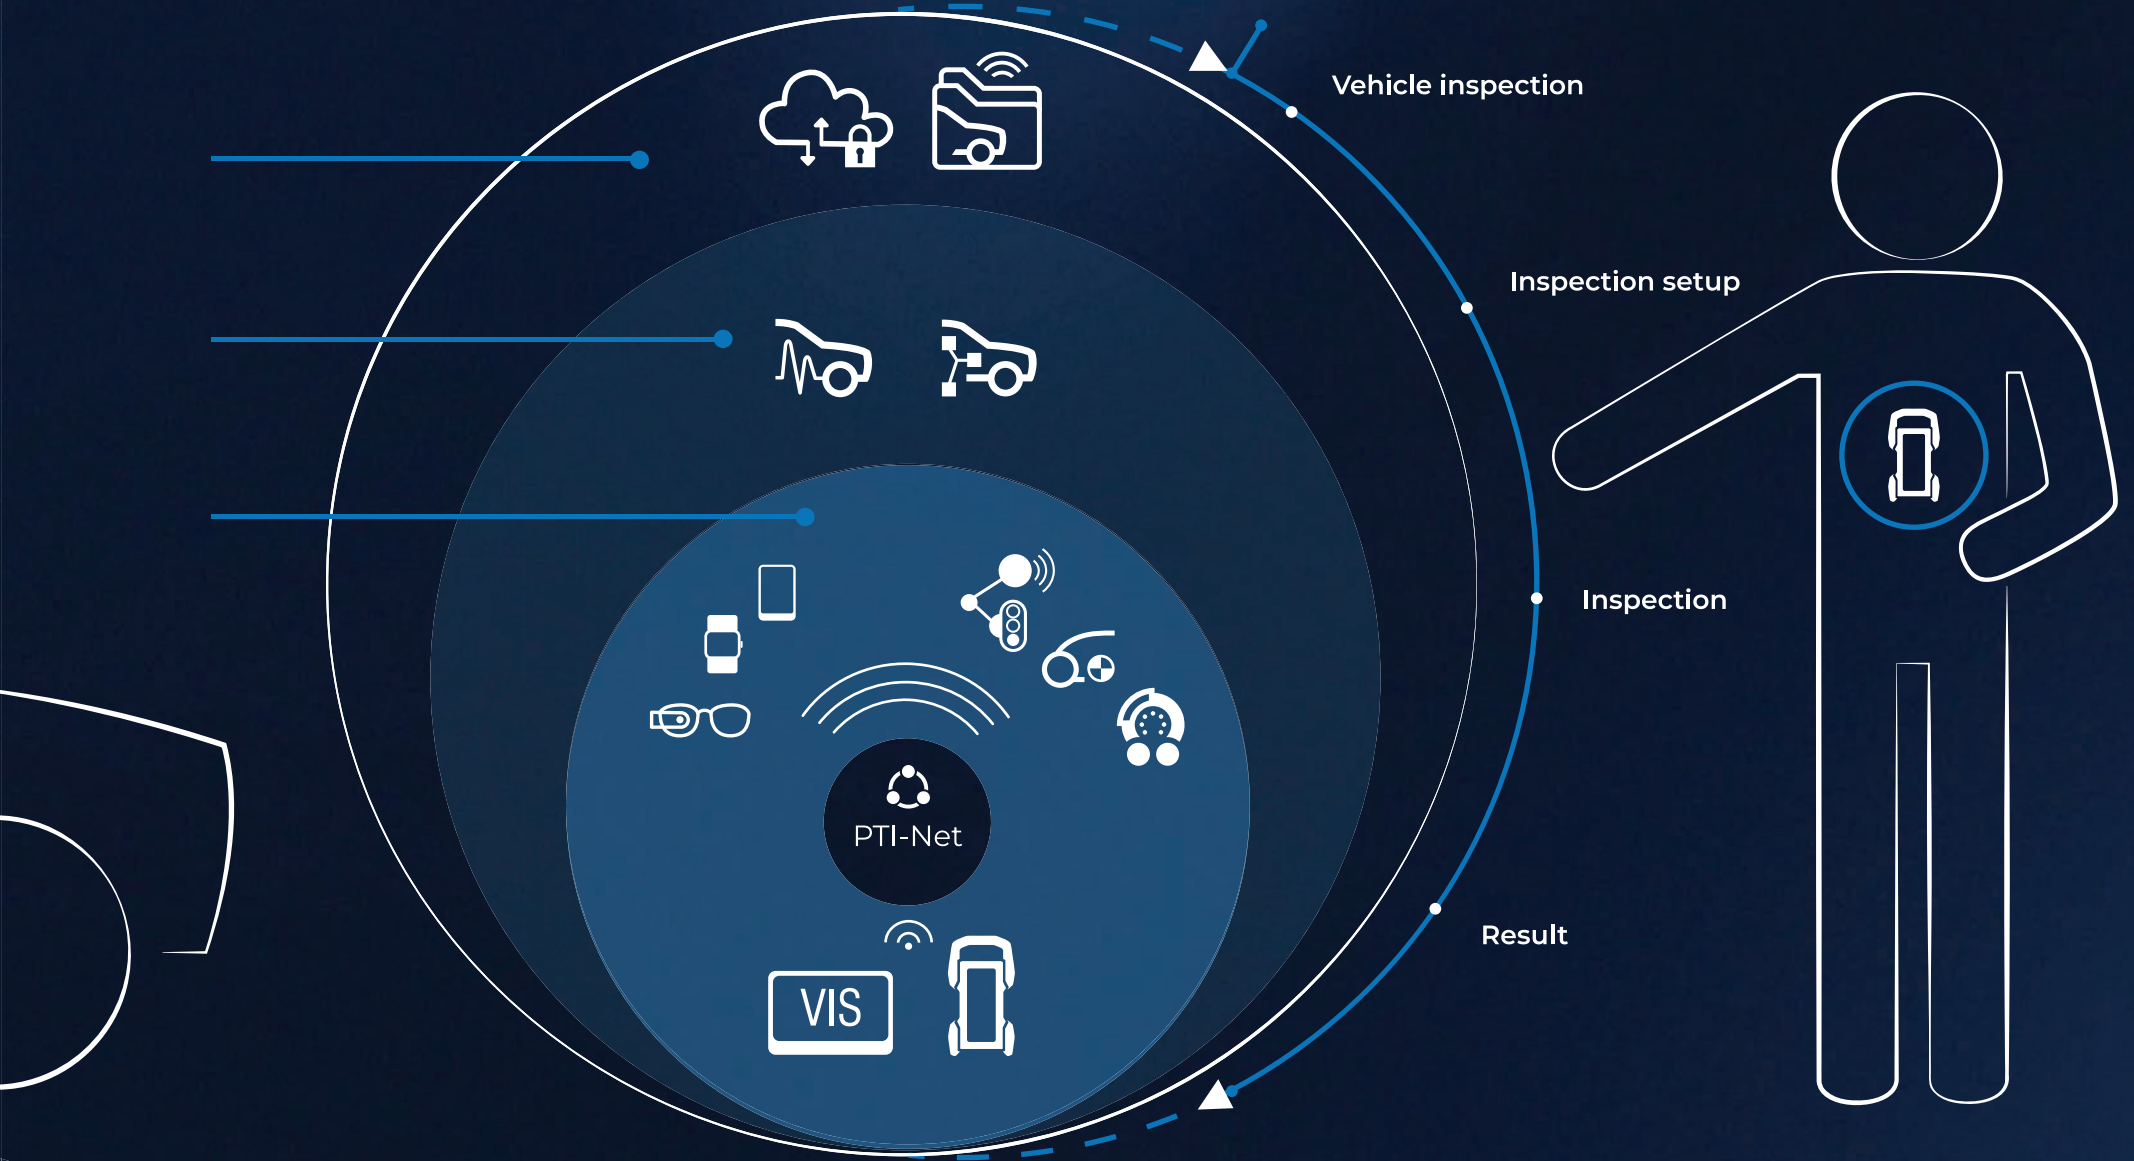 Vehicle inspection
Inspection setup
Inspection
PTI-Net
Result
VIS